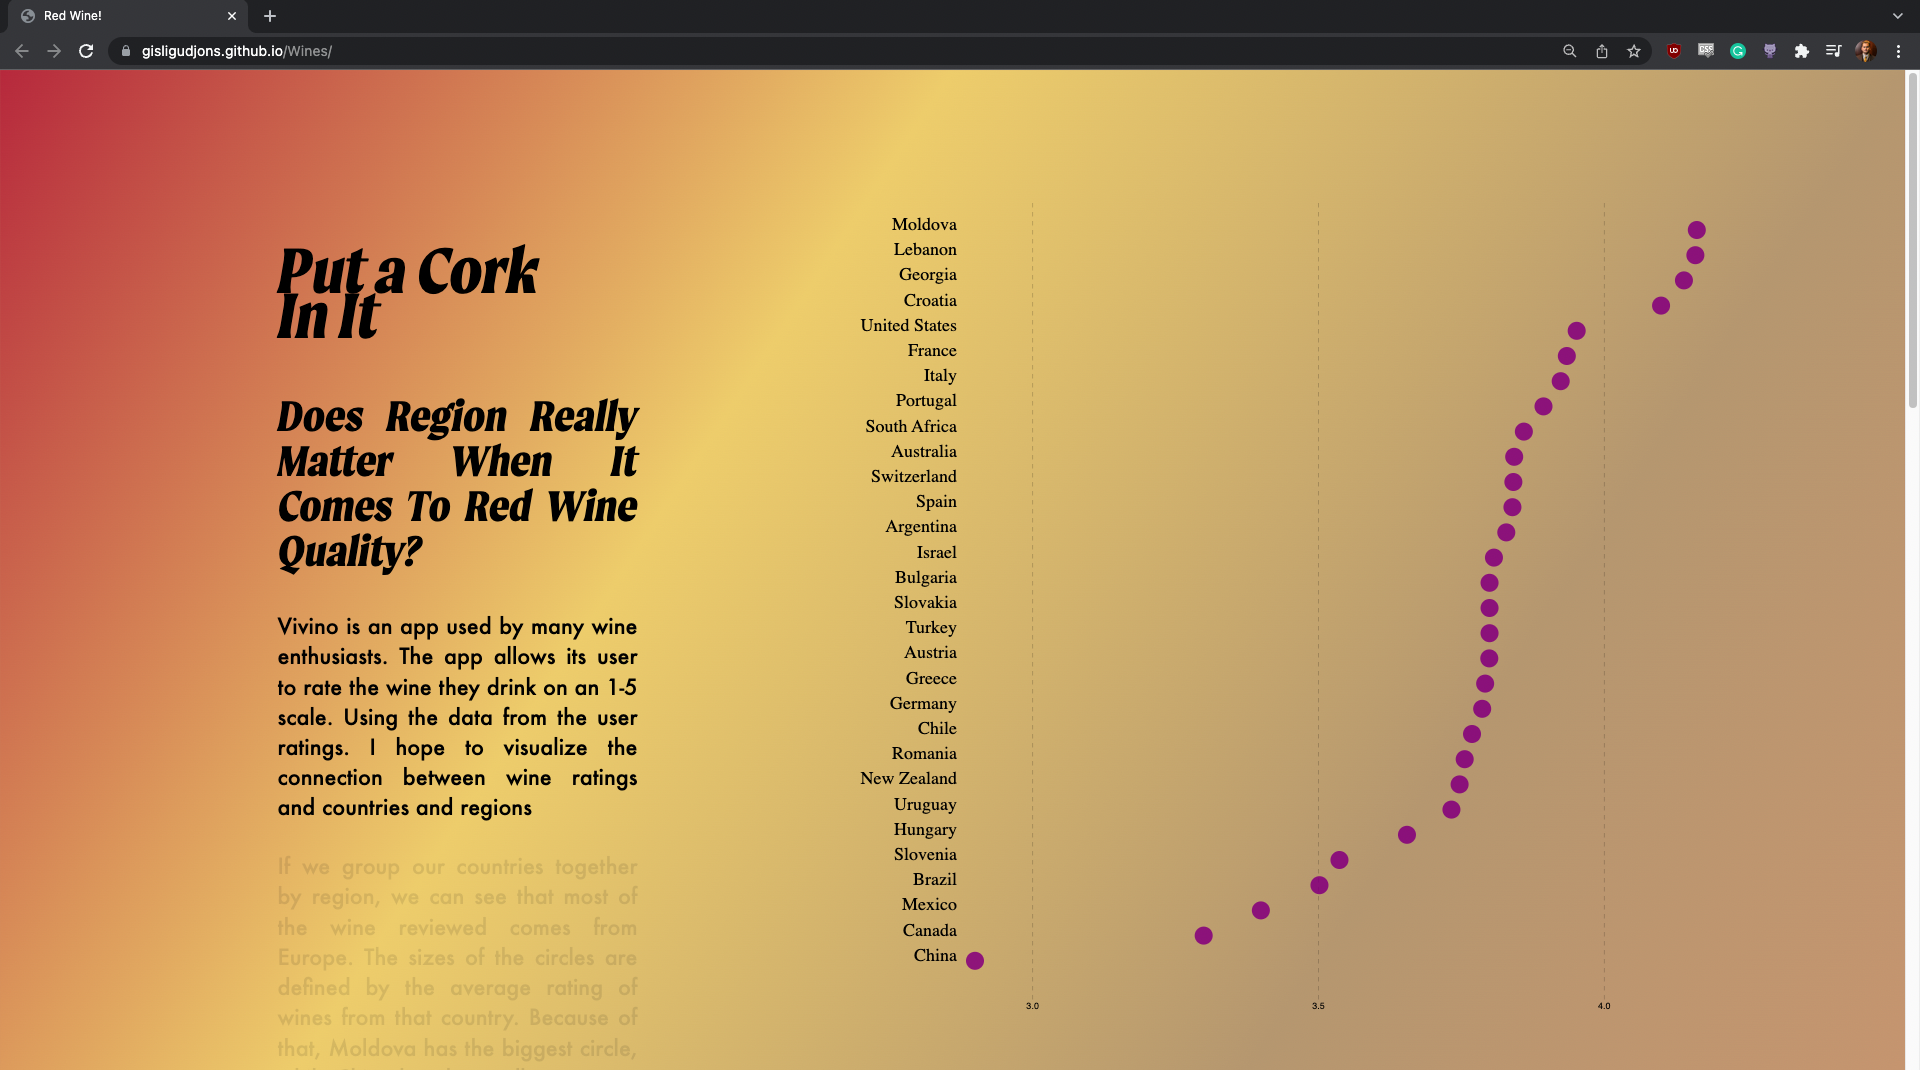 Red Wine!
gisligudjons.github.io/Wines/
Put a Cork
In It
Does Region Really
Matter When It
Comes To Red Wine
Quality?
Vivino is an app used by many wine
enthusiasts. The app allows its user
to rate the wine they drink on an 1-5
scale. Using the data from the user
ratings. I hope to visualize the
connection between wine ratings
and countries and regions
If we group our countries together
by region, we can see that most of
the wine reviewed comes from
Europe. The sizes of the circles are
defined by the average rating of
wines from that country. Because of
that, Moldova has the biggest circle,
Moldova
Lebanon
Georgia
Croatia
United States
France
Italy
Portugal
South Africa
Australia
Switzerland
Spain
Argentina
Israel
Bulgaria
Slovakia
Turkey
Austria
Greece
Germany
Chile
Romania
New Zealand
Uruguay
Hungary
Slovenia
Brazil
Mexico
Canada
China
3.0
3.5
4.0